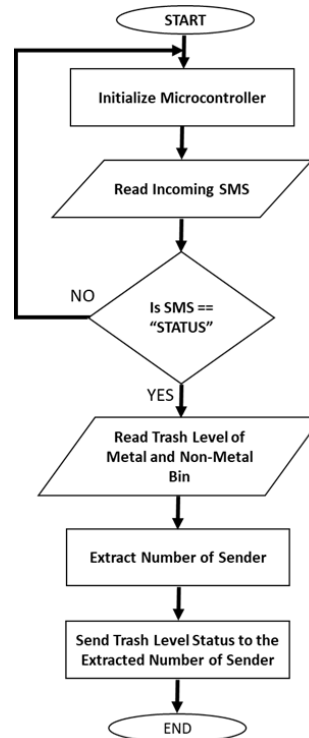 START
Initialize Microcontroller
Read Incoming SMS
NO
Is SMS ==
“STATUS”
YES
Read Trash Level of
Metal and Non-Metal
Bin
Extract Number of Sender
Send Trash Level Status to the
Extracted Number of Sender
END